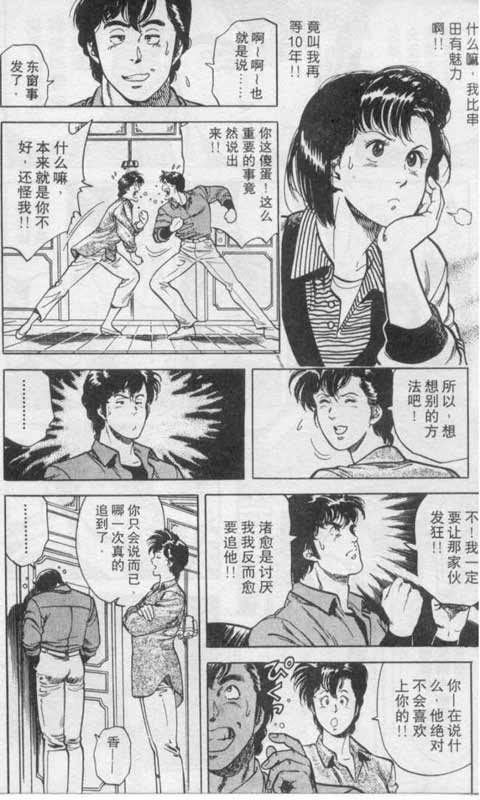 什么嘛，我比串
田有魅力
啊!!
竟叫我再
等10年!!
啊～啊～也
就是说……
东窗事
发了．
你这傻蛋！这么
重要的事竟
然说出
来!!
什么嘛，
本来就是你不
好，还怪我!!
所以，想
想别的方
法吧！
…………
不！我一定
要让那家伙
发狂!!
渚愈是讨厌
我我反而愈
要追他!!
你只会说而已，
哪一次真的
追到了．
…………
你—在说什
么，他绝对
不会喜欢
上你的!!
ぴくっ
香——